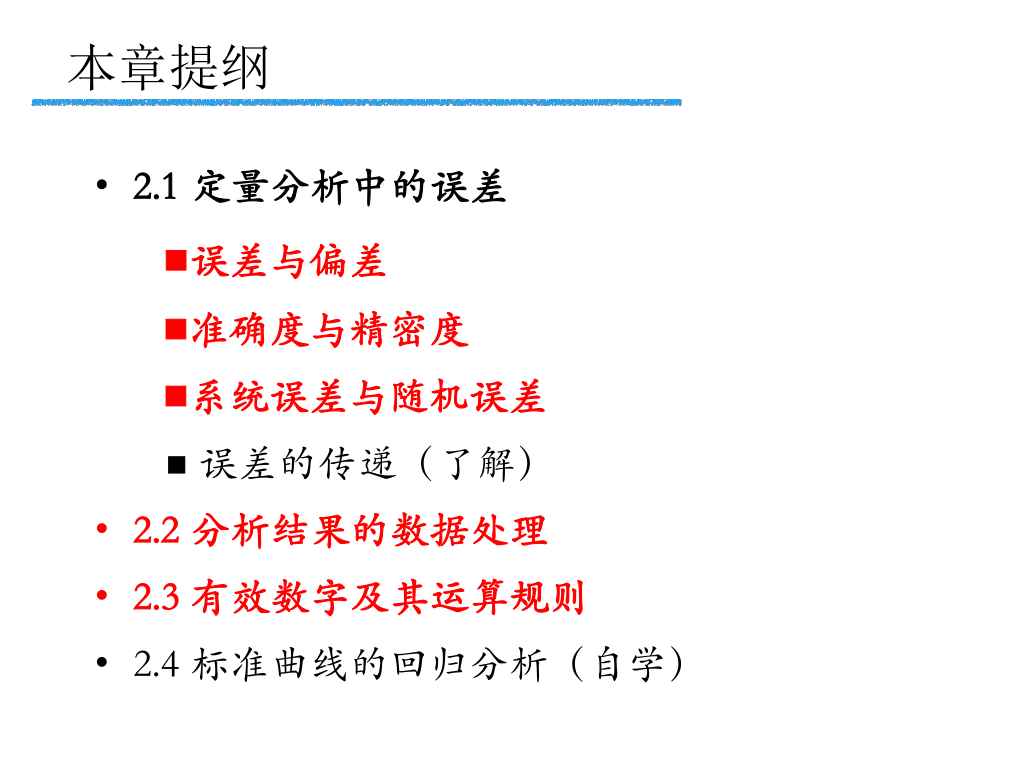 本章提纲
• 2.1 定量分析中的误差
■误差与偏差
■准确度与精密度
■系统误差与随机误差
■ 误差的传递（了解）
• 2.2 分析结果的数据处理
• 2.3 有效数字及其运算规则
• 2.4 标准曲线的回归分析（自学）